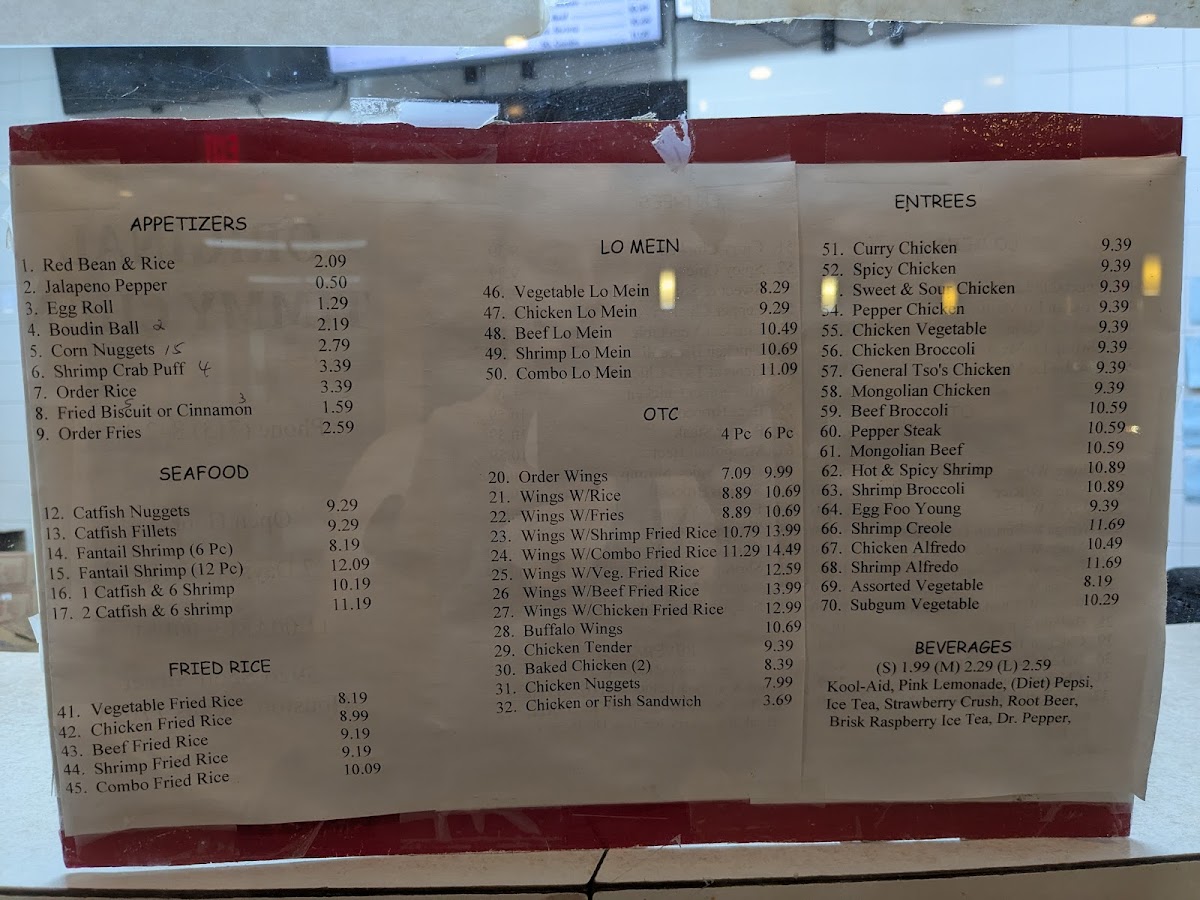 APPETIZERS
1. Red Bean & Rice 2.09
2. Jalapeno Pepper 0.50
3. Egg Roll 1.29
4. Boudin Ball 2 2.19
5. Corn Nuggets 15 2.79
6. Shrimp Crab Puff 4 3.39
7. Order Rice 3.39
8. Fried Biscuit or Cinnamon 1.59
5 3
9. Order Fries 2.59
SEAFOOD
12. Catfish Nuggets 9.29
13. Catfish Fillets 9.29
14. Fantail Shrimp (6 Pc) 8.19
15. Fantail Shrimp (12 Pc) 12.09
16. 1 Catfish & 6 Shrimp 10.19
17. 2 Catfish & 6 shrimp 11.19
FRIED RICE
41. Vegetable Fried Rice 8.19
42. Chicken Fried Rice 8.99
43. Beef Fried Rice 9.19
44. Shrimp Fried Rice 9.19
45. Combo Fried Rice 10.09
LO MEIN
46. Vegetable Lo Mein 8.29
47. Chicken Lo Mein 9.29
48. Beef Lo Mein 10.49
49. Shrimp Lo Mein 10.69
50. Combo Lo Mein 11.09
OTC
4 Pc 6 Pc
20. Order Wings 7.09 9.99
21. Wings W/Rice 8.89 10.69
22. Wings W/Fries 8.89 10.69
23. Wings W/Shrimp Fried Rice 10.79 13.99
24. Wings W/Combo Fried Rice 11.29 14.49
25. Wings W/Veg. Fried Rice 12.59
26 Wings W/Beef Fried Rice 13.99
27. Wings W/Chicken Fried Rice 12.99
28. Buffalo Wings 10.69
29. Chicken Tender 9.39
30. Baked Chicken (2) 8.39
31. Chicken Nuggets 7.99
32. Chicken or Fish Sandwich 3.69
ENTREES
51. Curry Chicken 9.39
52. Spicy Chicken 9.39
Sweet & Sour Chicken 9.39
54. Pepper Chicken 9.39
55. Chicken Vegetable 9.39
56. Chicken Broccoli 9.39
57. General Tso's Chicken 9.39
58. Mongolian Chicken 9.39
59. Beef Broccoli 10.59
60. Pepper Steak 10.59
61. Mongolian Beef 10.59
62. Hot & Spicy Shrimp 10.89
63. Shrimp Broccoli 10.89
64. Egg Foo Young 9.39
66. Shrimp Creole 11.69
67. Chicken Alfredo 10.49
68. Shrimp Alfredo 11.69
69. Assorted Vegetable 8.19
70. Subgum Vegetable 10.29
BEVERAGES
(S) 1.99 (M) 2.29 (L) 2.59
Kool-Aid, Pink Lemonade, (Diet) Pepsi,
Ice Tea, Strawberry Crush, Root Beer,
Brisk Raspberry Ice Tea, Dr. Pepper,